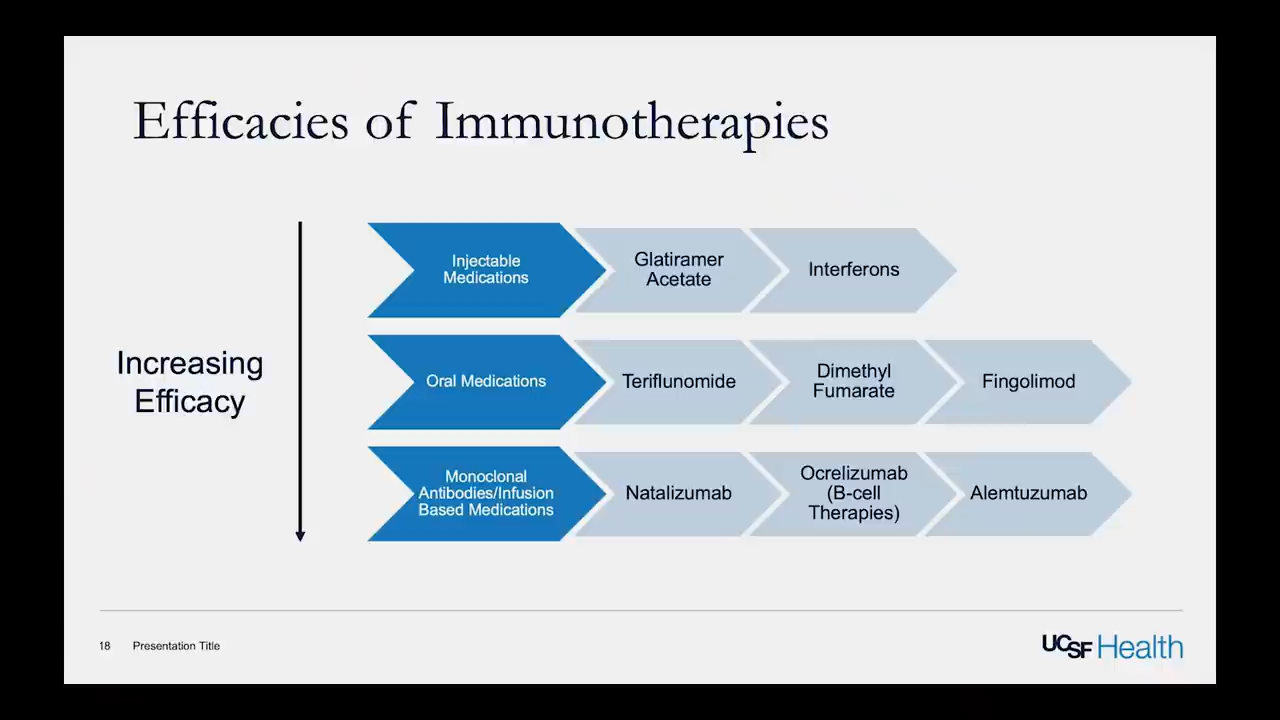 Efficacies of Immunotherapies
Increasing
Efficacy
Injectable
Medications
Glatiramer
Acetate
Interferons
Oral Medications
Teriflunomide
Dimethyl
Fumarate
Fingolimod
Monoclonal
Antibodies/Infusion
Based Medications
Natalizumab
Ocrelizumab
(B-cell
Therapies)
Alemtuzumab
18 Presentation Title
UCSF Health